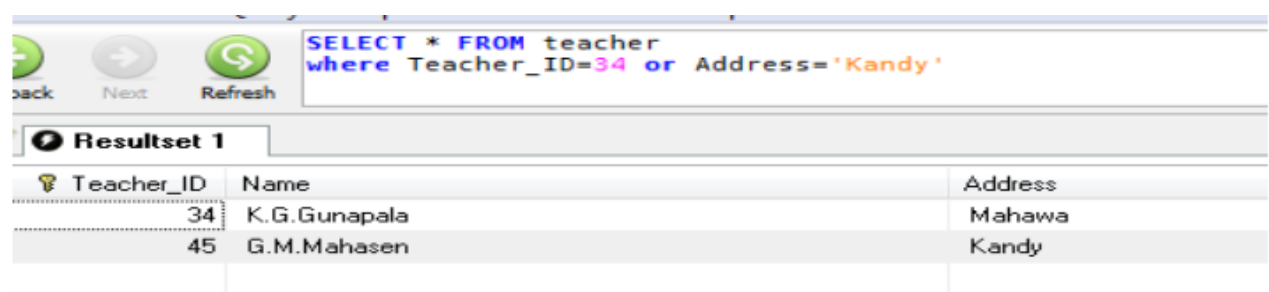 SELECT * FROM teacher
where Teacher_ID=34 or Address='Kandy'
back Next Refresh
Resultset 1
Teacher_ID Name Address
34 K.G.Gunapala Mahawa
45 G.M.Mahasen Kandy